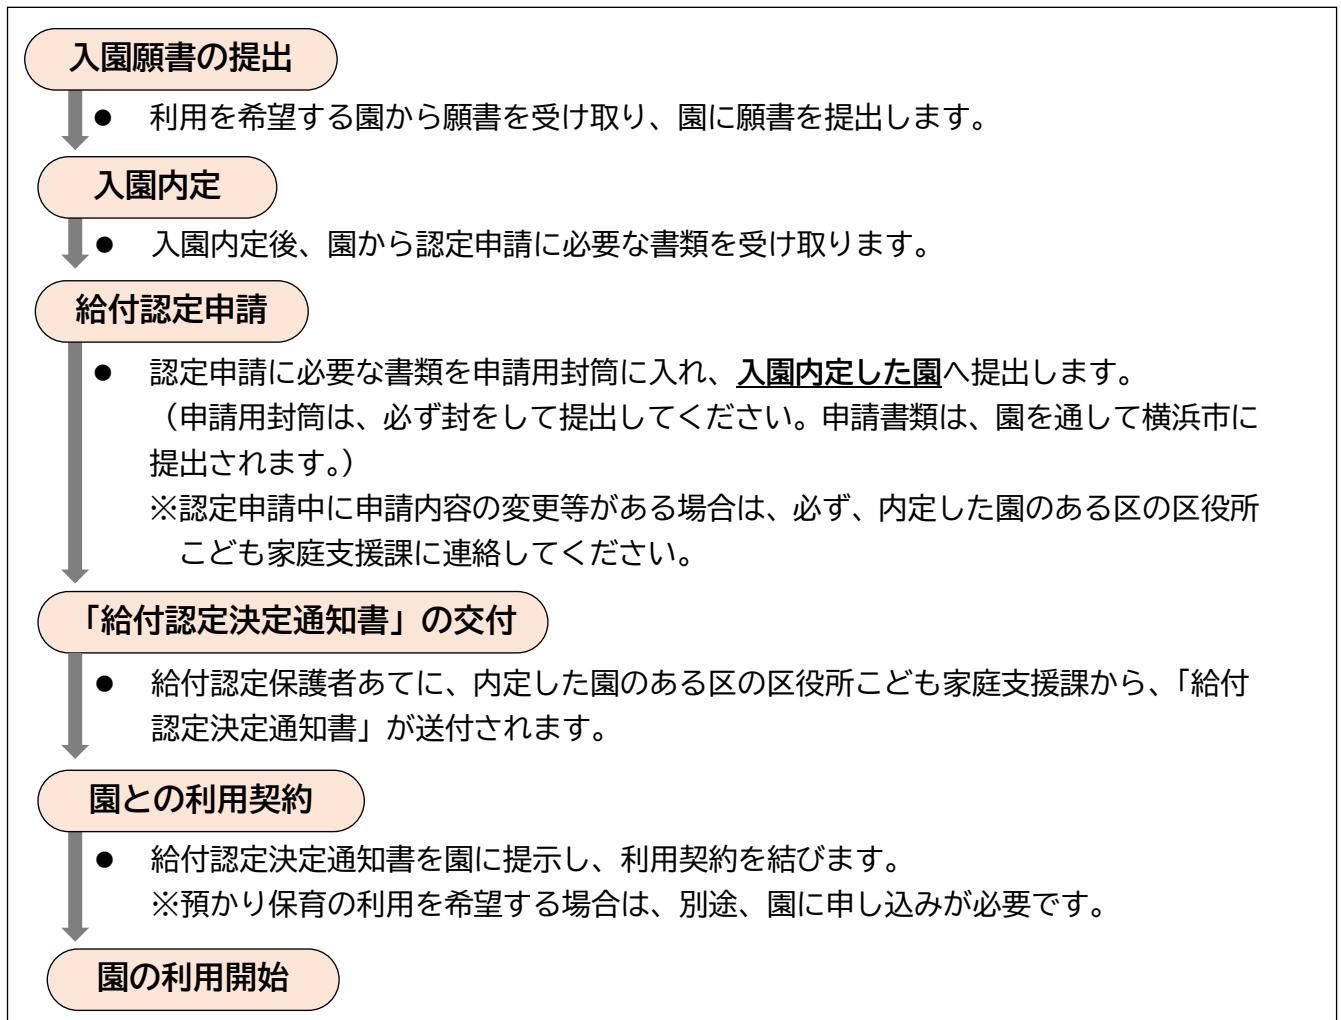 入園願書の提出
● 利用を希望する園から願書を受け取り、園に願書を提出します。
入園内定
● 入園内定後、園から認定申請に必要な書類を受け取ります。
給付認定申請
● 認定申請に必要な書類を申請用封筒に入れ、入園内定した園へ提出します。
（申請用封筒は、必ず封をして提出してください。申請書類は、園を通して横浜市に
提出されます。）
※認定申請中に申請内容の変更等がある場合は、必ず、内定した園のある区の区役所
こども家庭支援課に連絡してください。
「給付認定決定通知書」の交付
● 給付認定保護者あてに、内定した園のある区の区役所こども家庭支援課から、「給付
認定決定通知書」が送付されます。
園との利用契約
● 給付認定決定通知書を園に提示し、利用契約を結びます。
※預かり保育の利用を希望する場合は、別途、園に申し込みが必要です。
園の利用開始